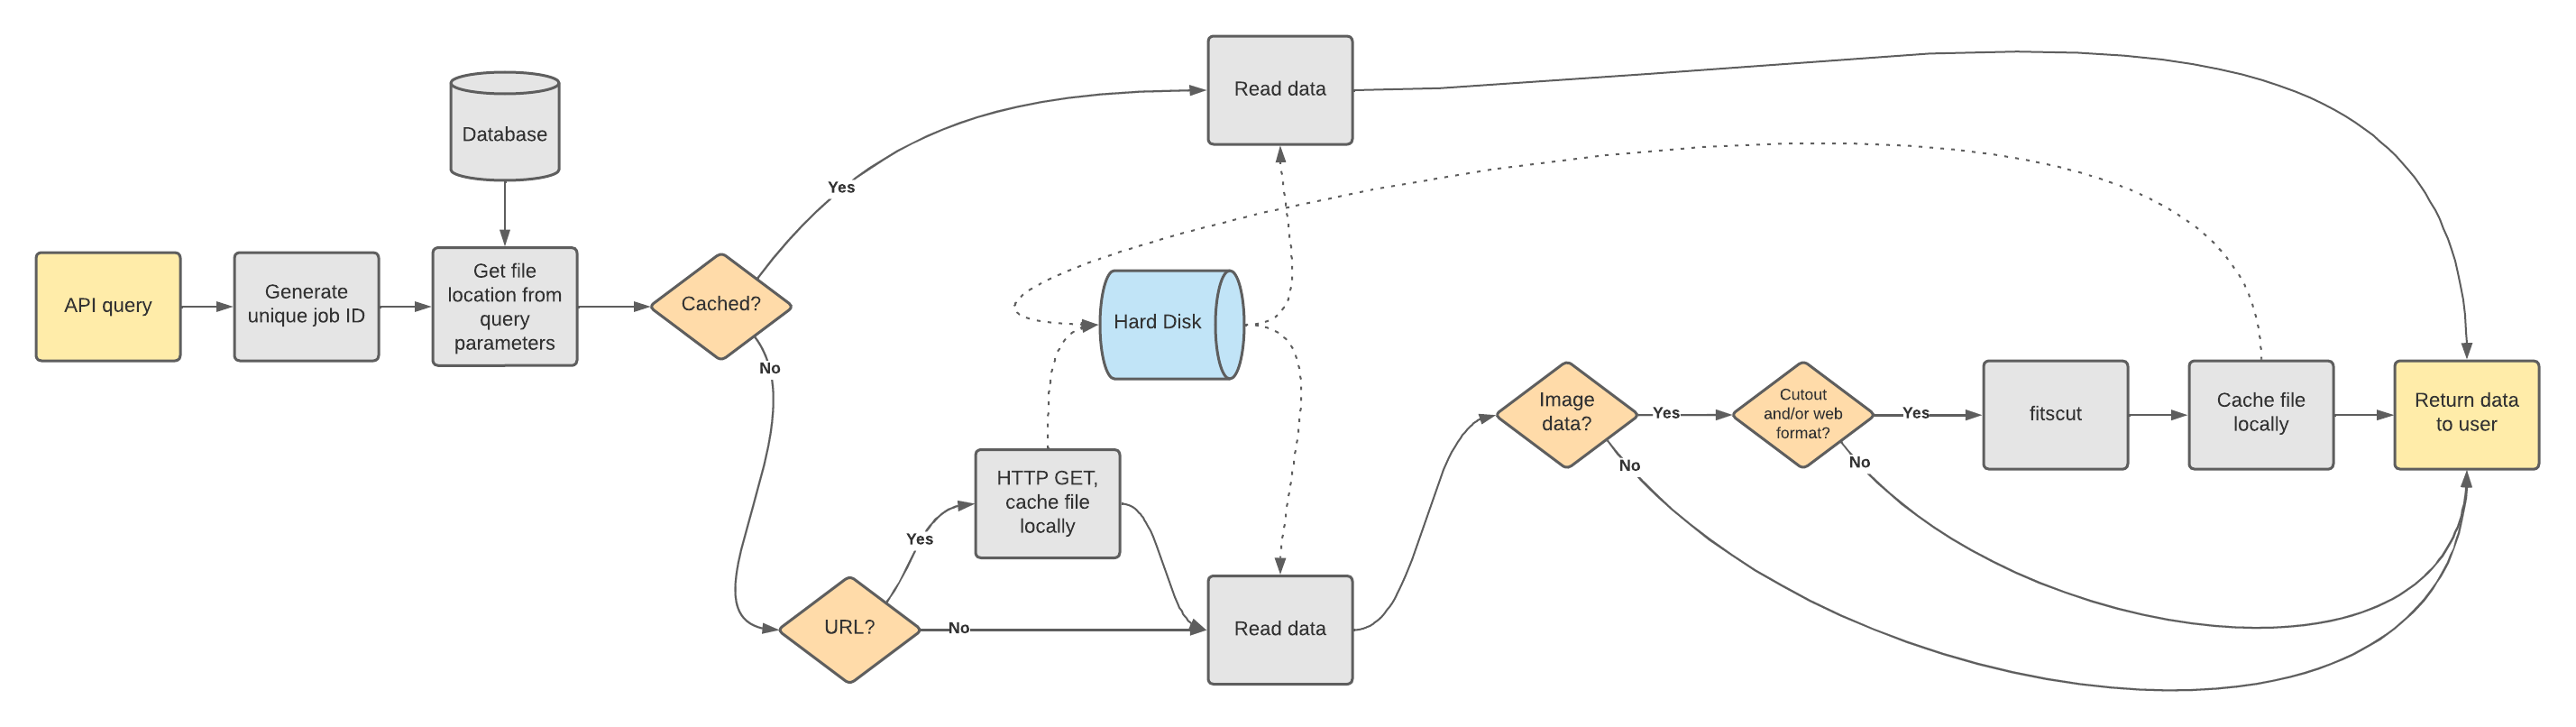 Read data
Database
Yes
API query
Generate
unique job ID
Get file
location from
query
parameters
Cached?
Hard Disk
No
Image
data?
Yes
Cutout
and/or web
format?
Yes
fitscut
Cache file
locally
Return data
to user
No
No
HTTP GET,
cache file
locally
Yes
URL?
No
Read data